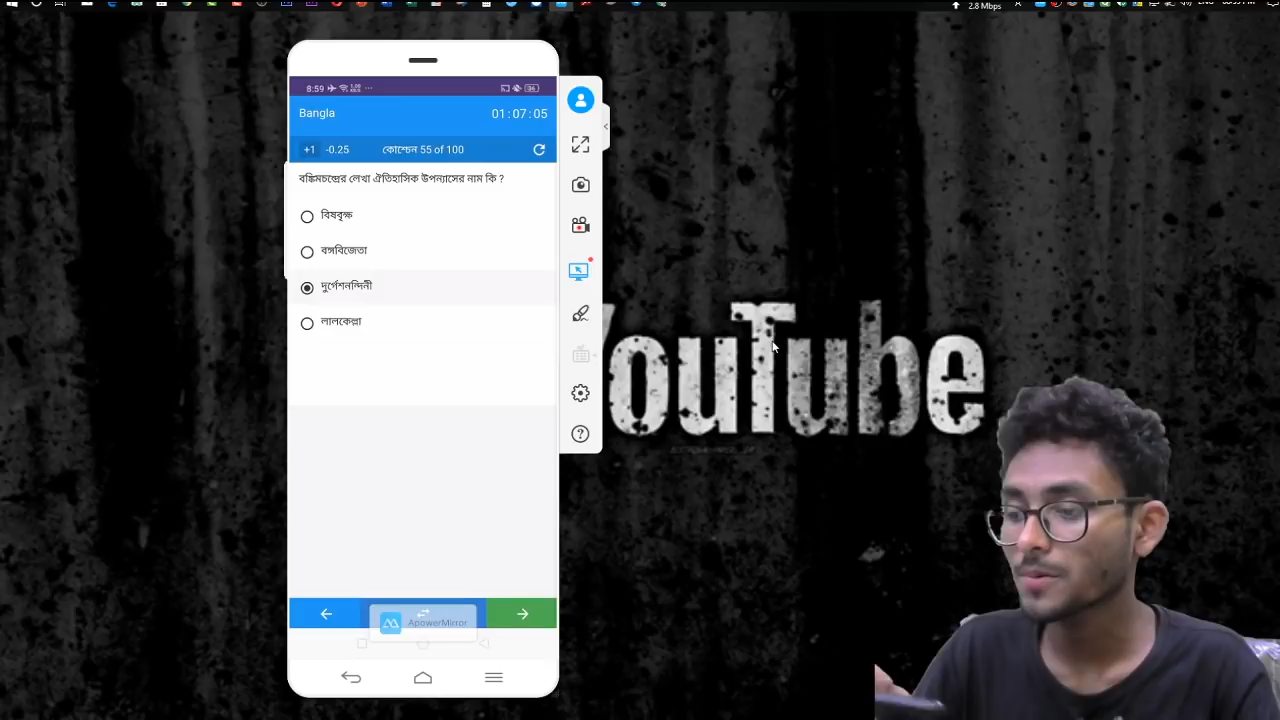 2.8 Mbps
8:59
Bangla
01:07:05
+1 -0.25 কোশ্চেন 55 of 100
বঙ্কিমচন্দ্রের লেখা ঐতিহাসিক উপন্যাসের নাম কি ?
বিষবৃক্ষ
বঙ্গবিজেতা
দুর্গেশনন্দিনী
লালকেল্লা
YouTube
ApowerMirror